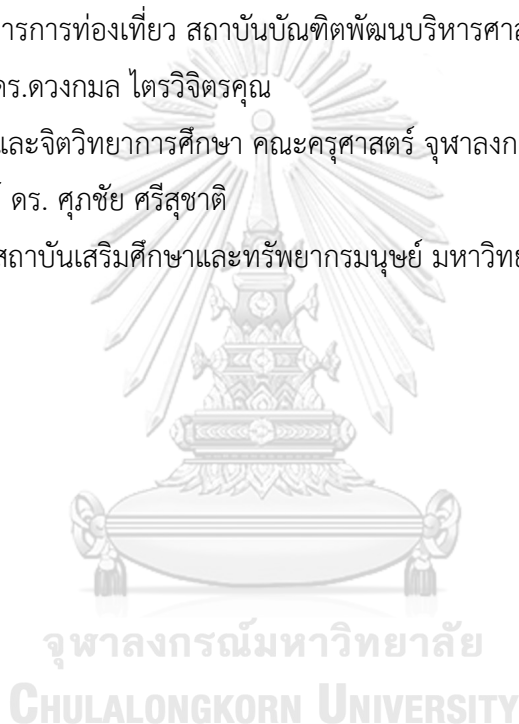 ารการท่องเที่ยว สถาบันบัณฑิตพัฒนบริหารศาส
ดร.ดวงกมล ไตรวิจิตรคุณ
และจิตวิทยาการศึกษา คณะครุศาสตร์ จุฬาลงก
ดร. ศุภชัย ศรีสุชาติ
สถาบันเสริมศึกษาและทรัพยากรมนุษย์ มหาวิทย
จุฬาลงกรณ์มหาวิทยาลัย
CHULALONGKORN UNIVERSITY